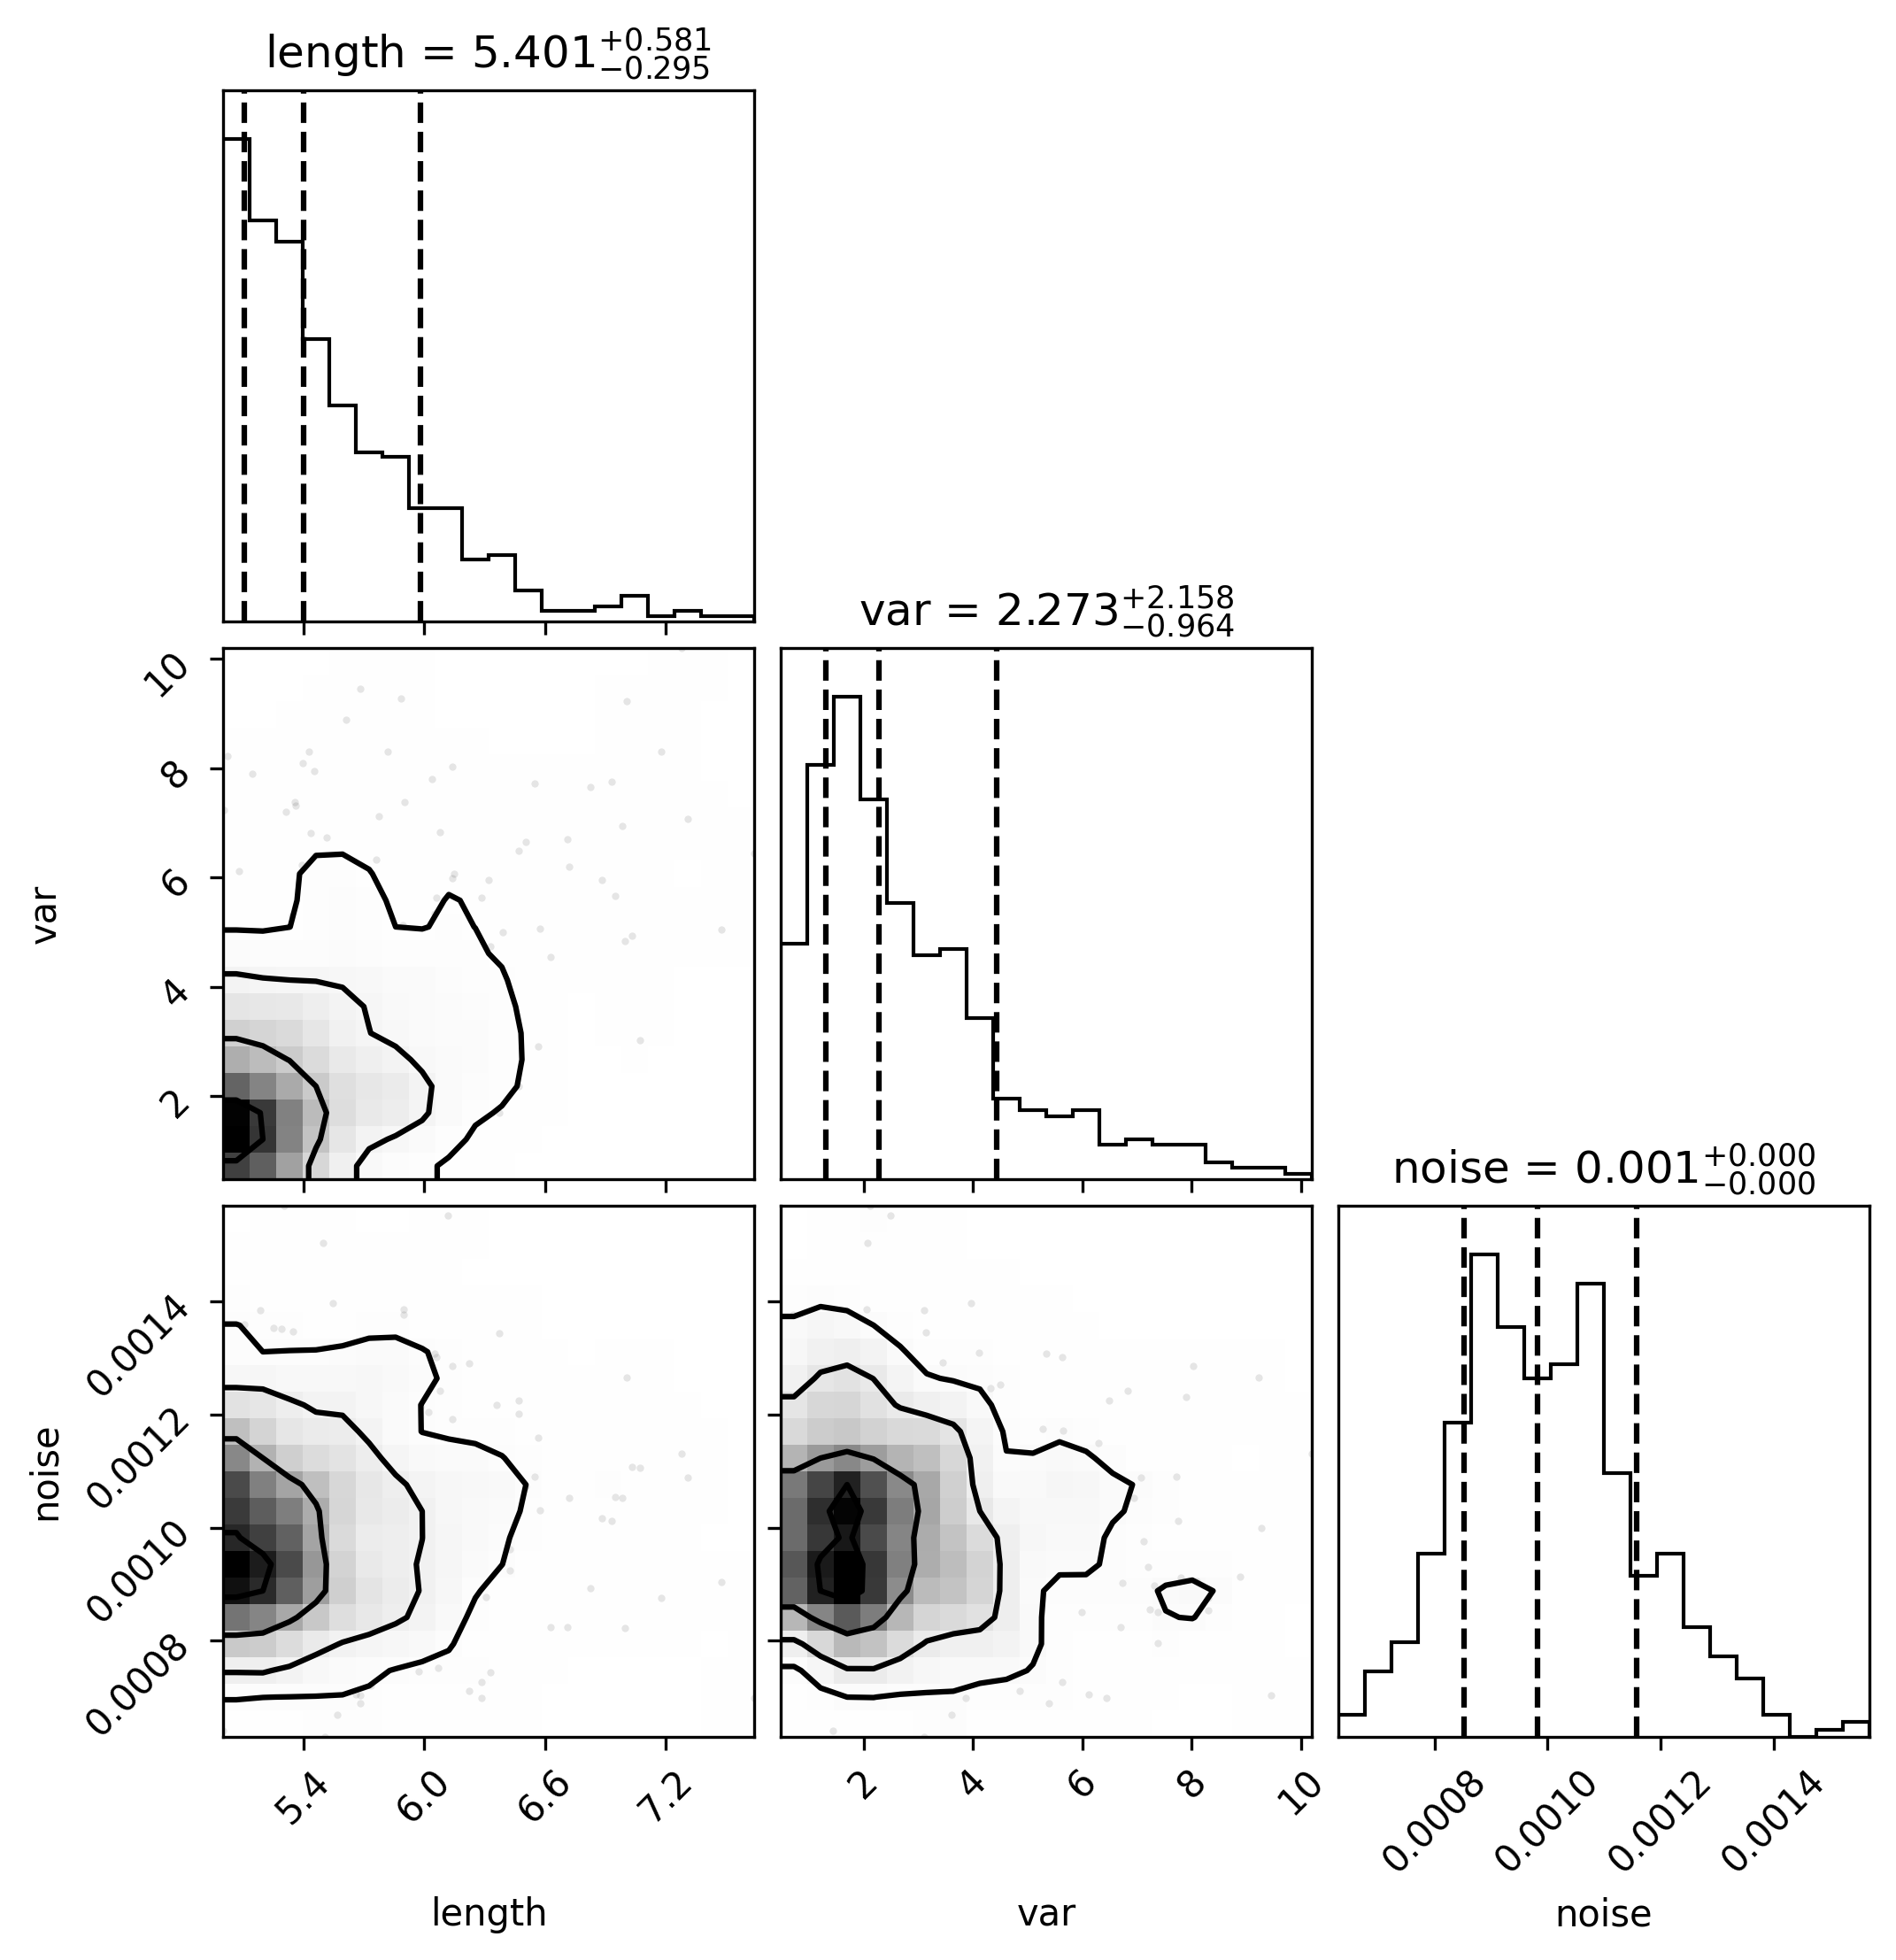 length = 5.401 +0.581 −0.295
var = 2.273 +2.158 −0.964
10
8
6
4
2
var
noise = 0.001 +0.000 −0.000
0.0014
0.0012
0.0010
0.0008
noise
5.4 6.0 6.6 7.2
2 4 6 8 10
0.0008 0.0010 0.0012 0.0014
length var noise